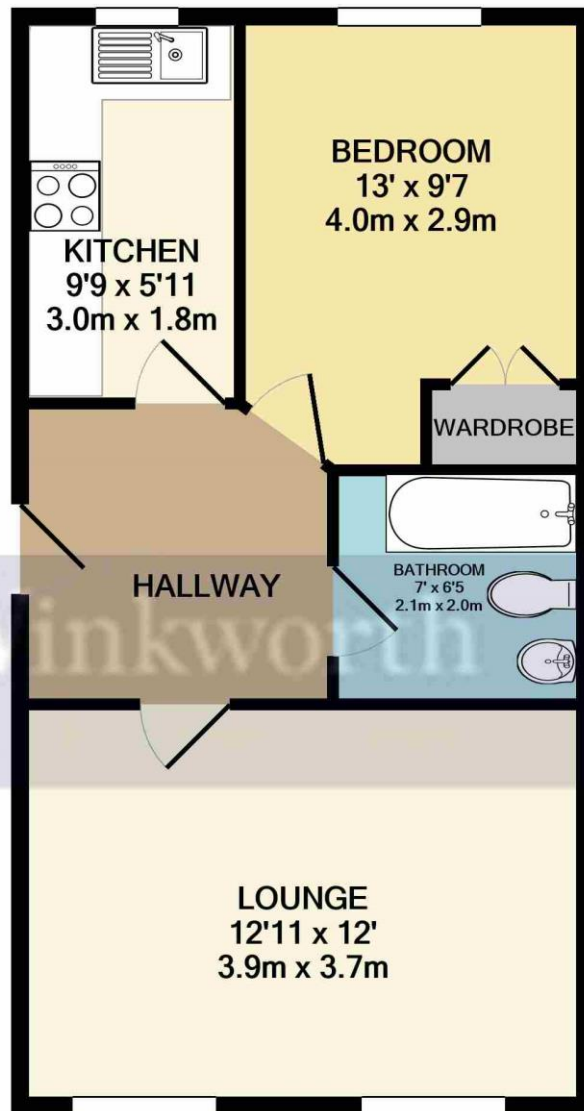 BEDROOM
13' x 9'7
4.0m x 2.9m
KITCHEN
9'9 x 5'11
3.0m x 1.8m
WARDROBE
BATHROOM
7' x 6'5
2.1m x 2.0m
HALLWAY
Winkworth
LOUNGE
12'11 x 12'
3.9m x 3.7m